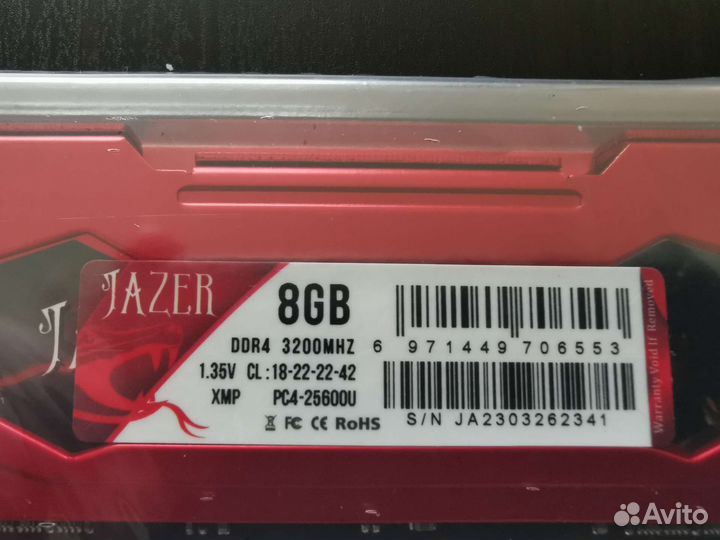 JAZER
8GB
DDR4 3200MHZ
1.35V CL:18-22-22-42
XMP PC4-25600U
FC CE RoHS
6 971449 706553
S/N JA2303262341
Warranty Void If Removed
Avito